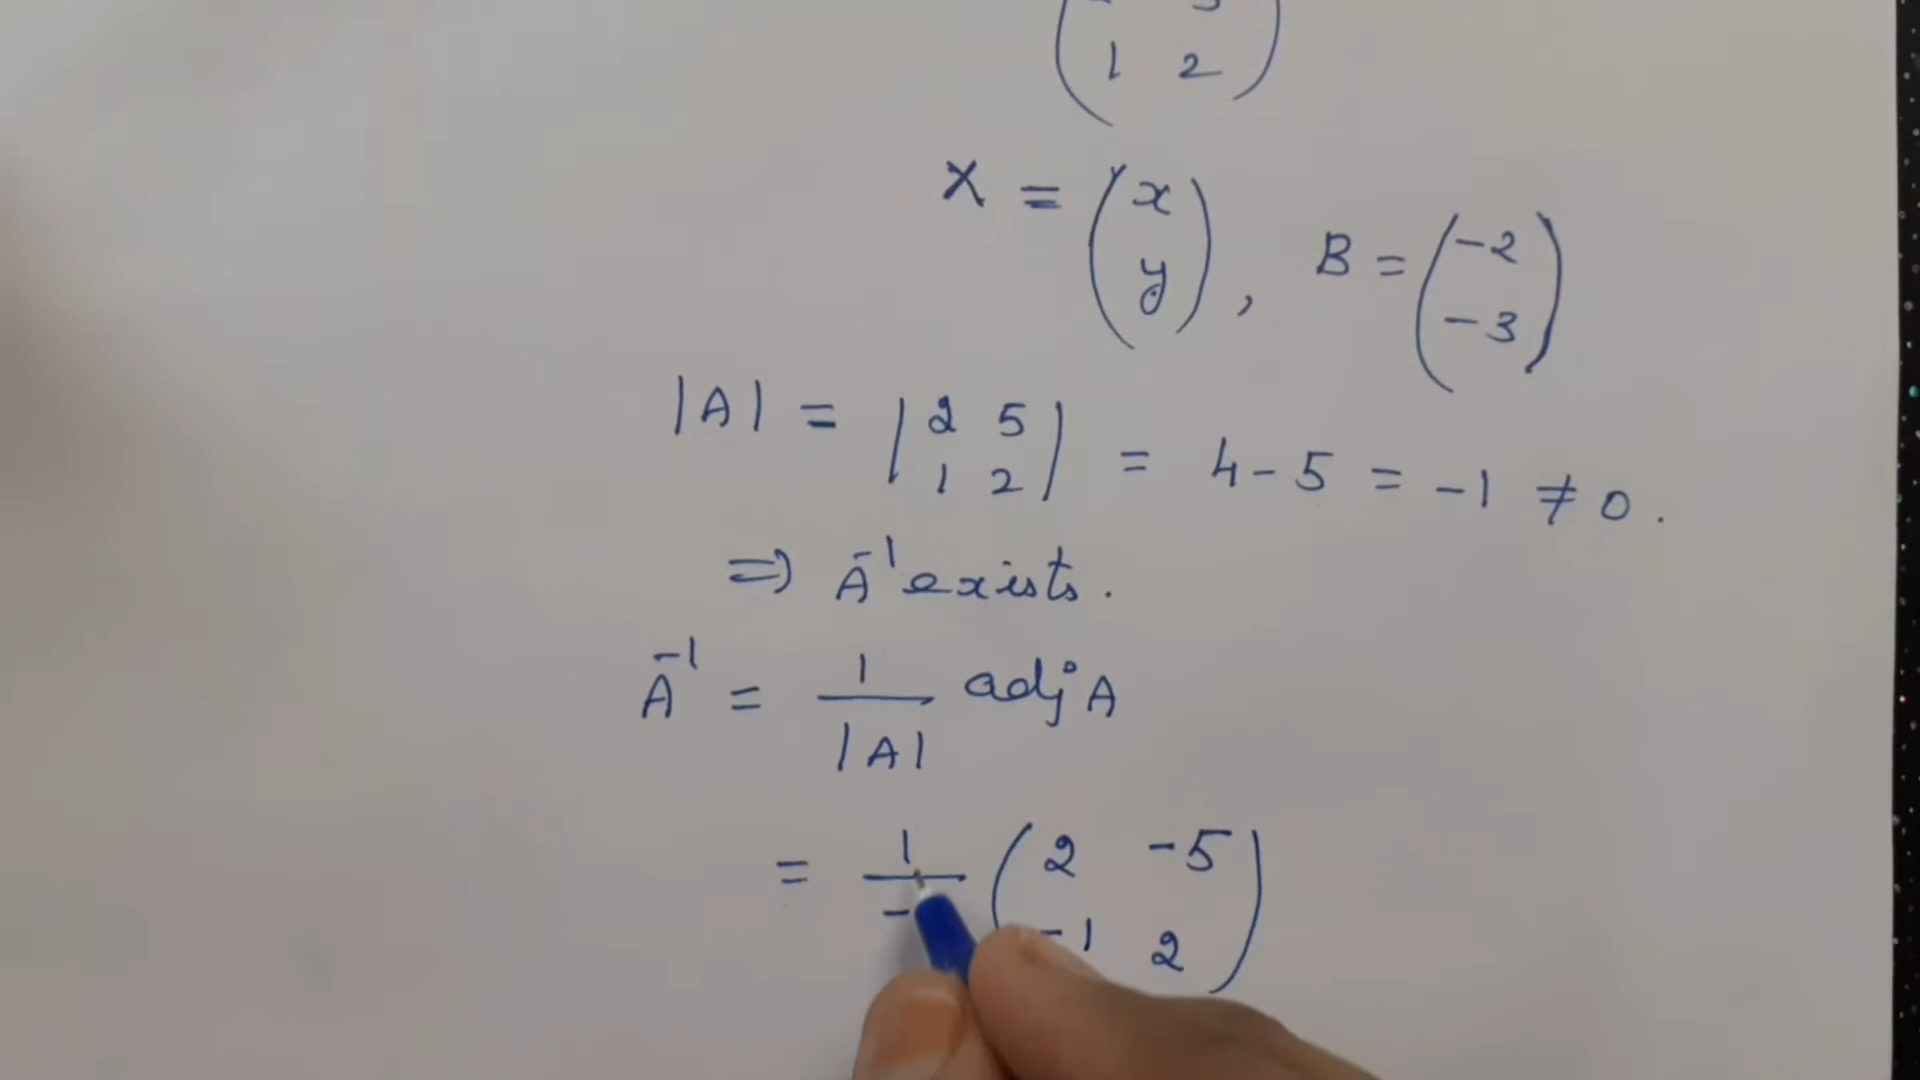 1 2
X = (x y), B = (-2 -3)
|A| = |2 5 1 2| = 4 - 5 = -1 ≠ 0.
⇒ A⁻¹ exists.
A⁻¹ = 1/|A| adj A
= 1/- (2 -5 -1 2)